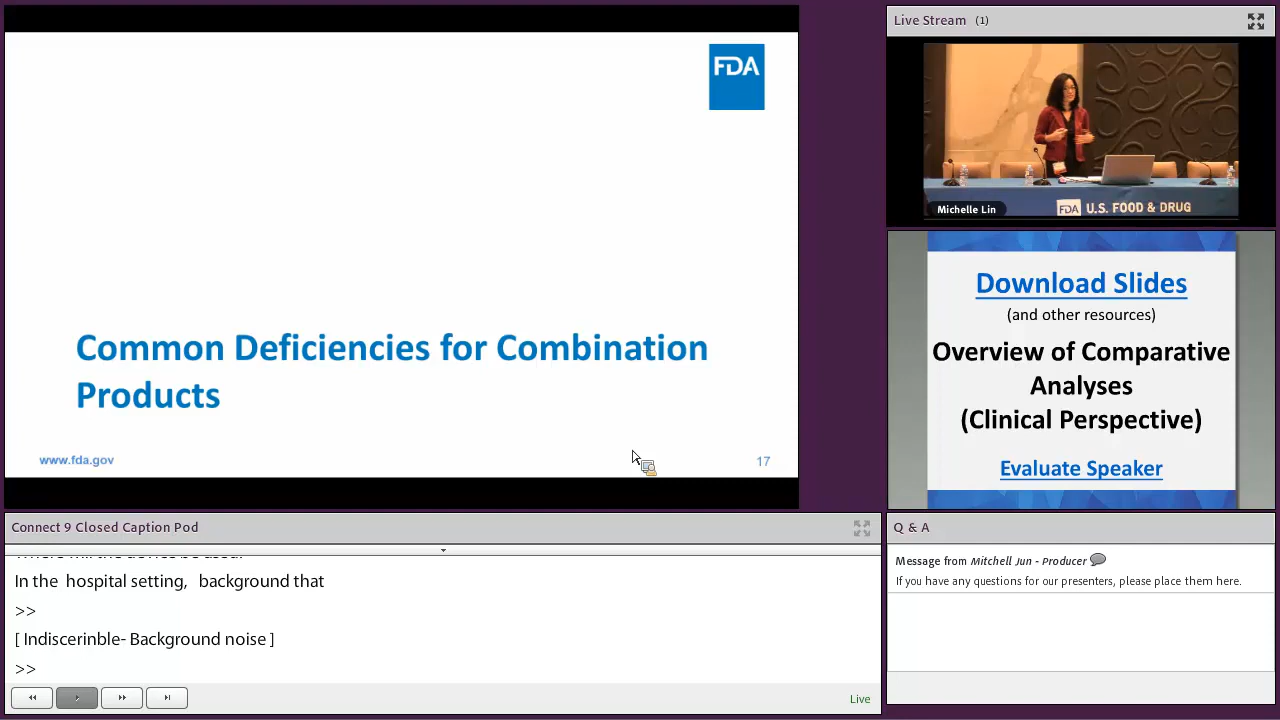 FDA
Common Deficiencies for Combination
Products
www.fda.gov
17
Live Stream (1)
Michelle Lin
FDA U.S. FOOD & DRUG
Download Slides
(and other resources)
Overview of Comparative
Analyses
(Clinical Perspective)
Evaluate Speaker
Connect 9 Closed Caption Pod
In the hospital setting, background that
>>
[ Indiscerinble- Background noise ]
>>
Live
Q & A
Message from Mitchell Jun - Producer
If you have any questions for our presenters, please place them here.